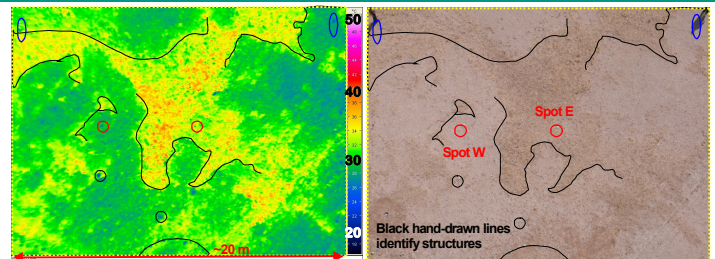 50
40
30
20
~20 m
Spot E
Spot W
Black hand-drawn lines
identify structures